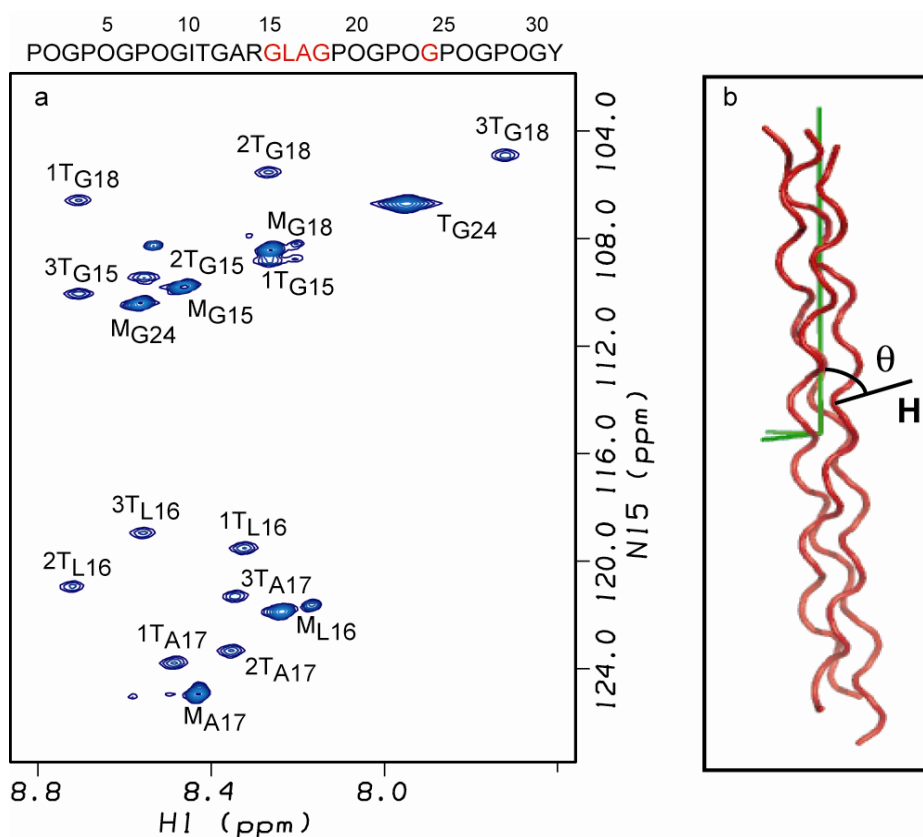 5 10 15 20 25 30
POGPOGPOGITGARGLAGPOGPOGPOGPOGY
a
b
104.0
3TG18
2TG18
1TG18
MG18
TG24
108.0
3TG15
2TG15
1TG15
MG24
MG15
112.0
θ
H
116.0
N15 (ppm)
3TL16
1TL16
120.0
2TL16
3TA17
ML16
1TA17
2TA17
124.0
MA17
8.8 8.4 8.0
H1 (ppm)